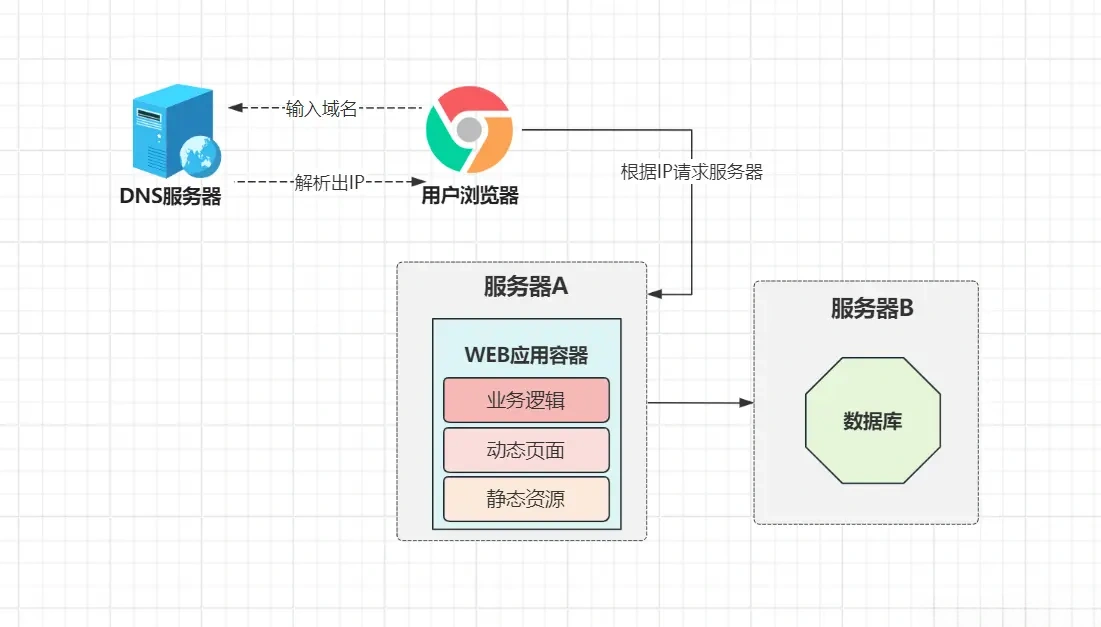 输入域名
解析出IP
DNS服务器
用户浏览器
根据IP请求服务器
服务器A
WEB应用容器
业务逻辑
动态页面
静态资源
服务器B
数据库